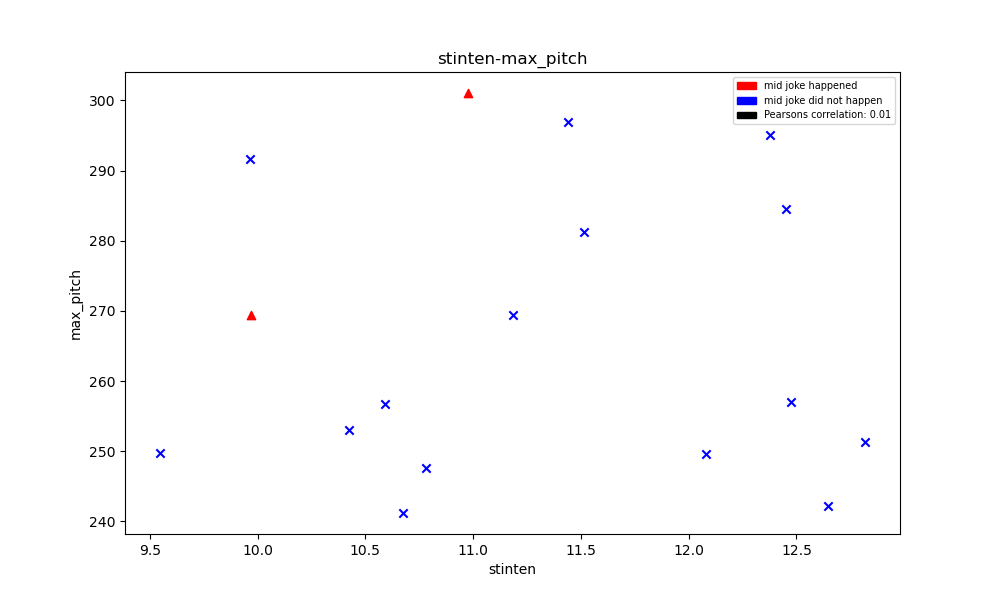 stinten-max_pitch
mid joke happened
mid joke did not happen
Pearsons correlation: 0.01
max_pitch
300
290
280
270
260
250
240
9.5 10.0 10.5 11.0 11.5 12.0 12.5
stinten